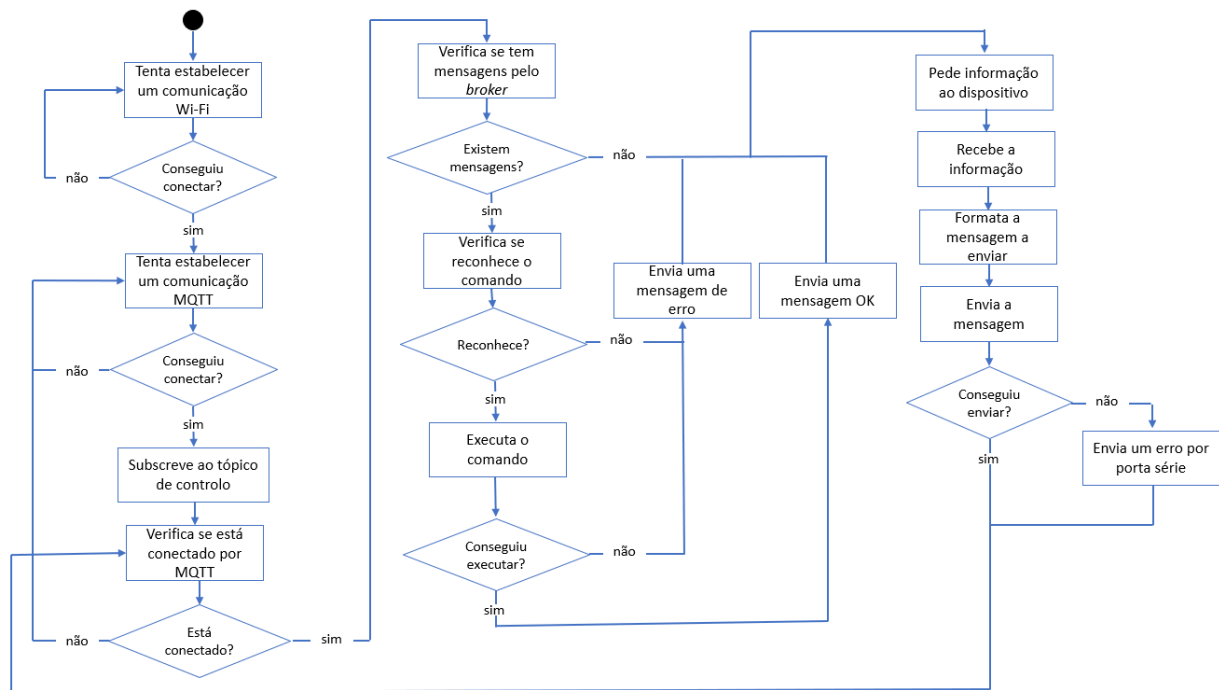 Tenta estabelecer
um comunicação
Wi-Fi
Conseguiu
conectar?
não
sim
Tenta estabelecer
um comunicação
MQTT
Conseguiu
conectar?
não
sim
Subscreve ao tópico
de controlo
Verifica se está
conectado por
MQTT
Está
conectado?
não
sim
Verifica se tem
mensagens pelo
broker
Existem
mensagens?
não
sim
Verifica se
reconhece o
comando
Reconhece?
não
sim
Executa o
comando
Conseguiu
executar?
não
sim
Envia uma
mensagem de
erro
Envia uma
mensagem OK
Pede informação
ao dispositivo
Recebe a
informação
Formata a
mensagem a
enviar
Envia a
mensagem
Conseguiu
enviar?
não
sim
Envia um erro por
porta série